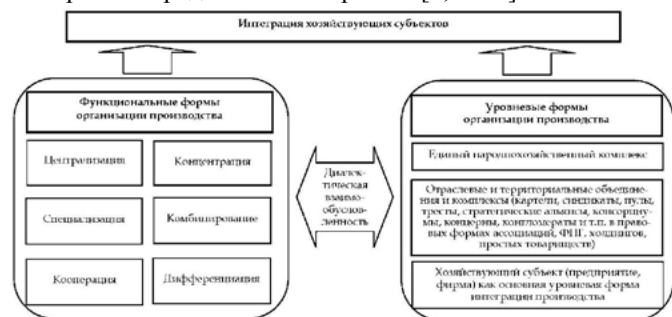 Интеграция хозяйствующих субъектов
Функциональные формы
организации производства
Централизация
Концентрация
Специализация
Комбинирование
Кооперация
Дифференциация
Диалек-
тическая
взаимо-
обуслов-
ленность
Уровневые формы
организации производства
Единый народнохозяйственный комплекс
Отраслевые и территориальные объедине-
ния и комплексы (картели, синдикаты, пулы,
тресты, стратегические альянсы, консорциу-
мы, концерны, конгломераты и т.п. в право-
вых формах ассоциаций, ФПГ, холдингов,
простых товариществ)
Хозяйствующий субъект (предприятие,
фирма) как основная уровневая форма
интеграции производства